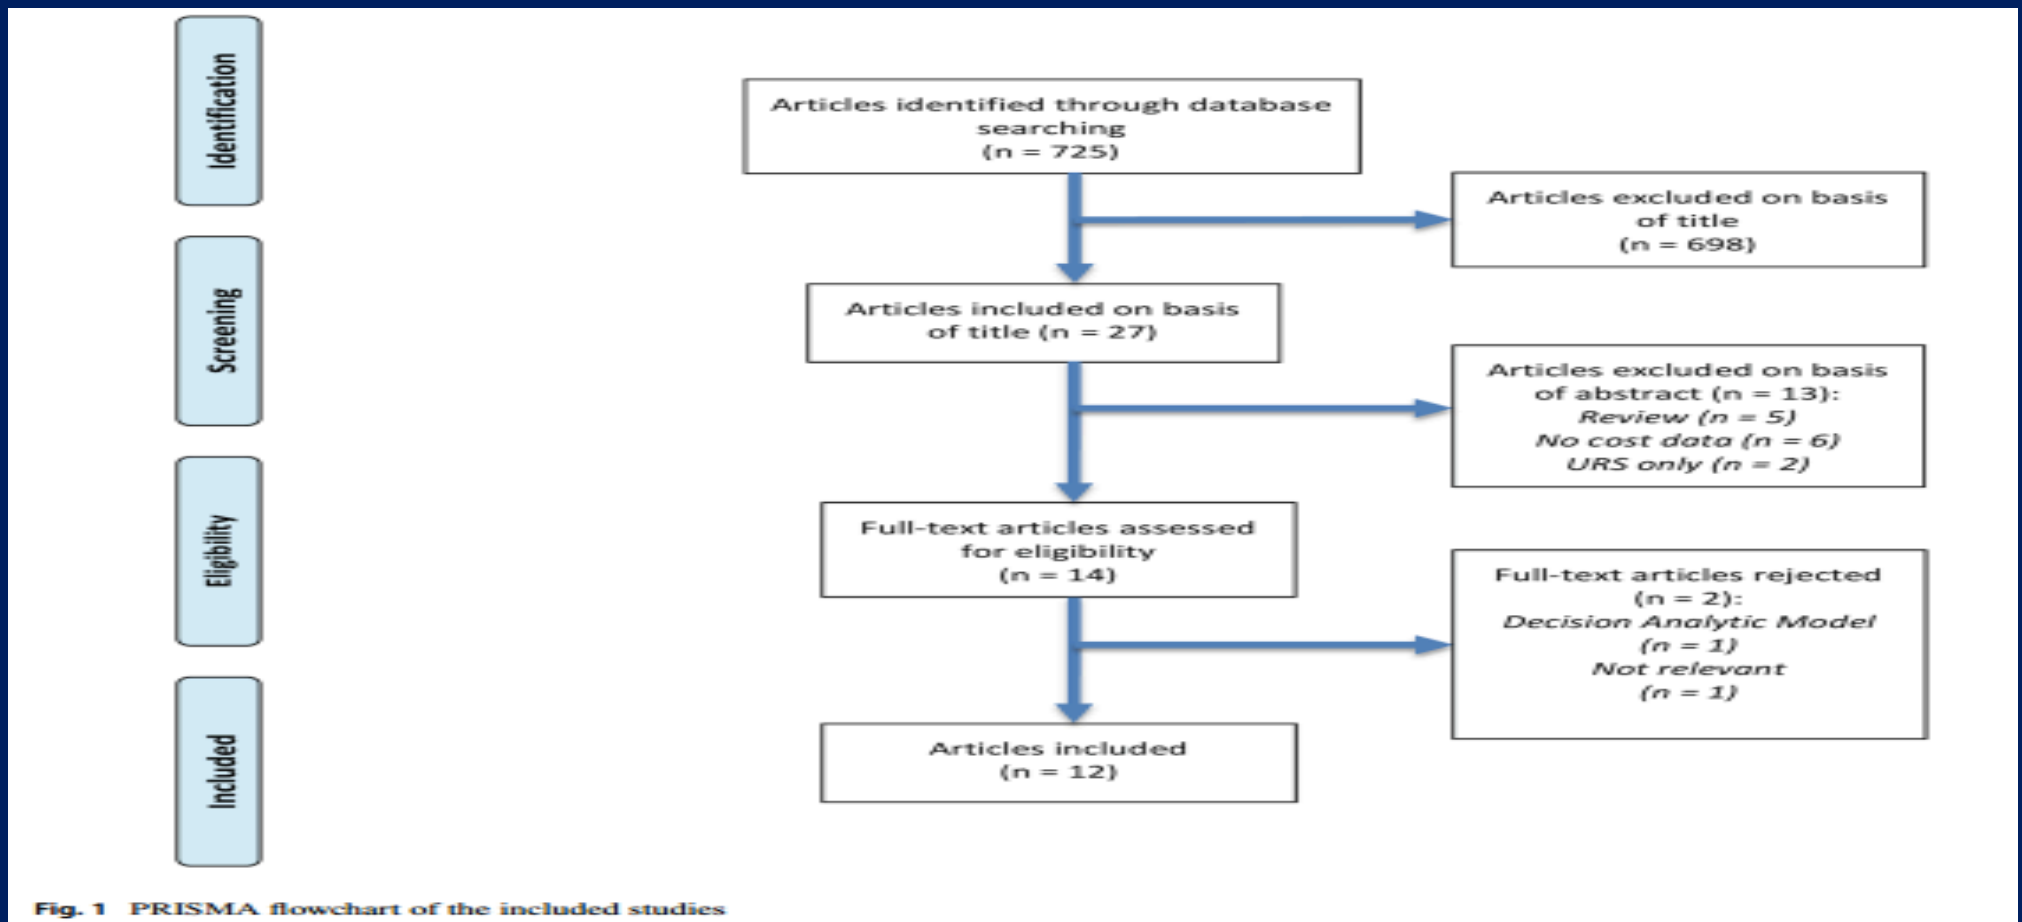 Identification
Articles identified through database
searching
(n = 725)
Articles excluded on basis
of title
(n = 698)
Screening
Articles included on basis
of title (n = 27)
Articles excluded on basis
of abstract (n = 13):
Review (n = 5)
No cost data (n = 6)
URS only (n = 2)
Eligibility
Full-text articles assessed
for eligibility
(n = 14)
Full-text articles rejected
(n = 2):
Decision Analytic Model
(n = 1)
Not relevant
(n = 1)
Included
Articles included
(n = 12)
Fig. 1 PRISMA flowchart of the included studies